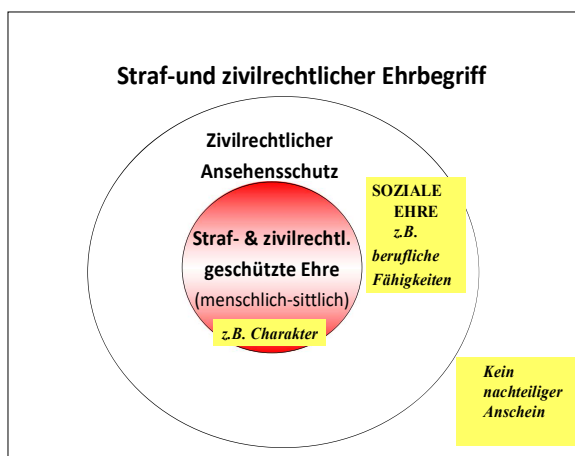 Straf-und zivilrechtlicher Ehrbegriff
Zivilrechtlicher
Ansehensschutz
SOZIALE
EHRE
z.B.
berufliche
Fähigkeiten
Straf- & zivilrechtl.
geschützte Ehre
(menschlich-sittlich)
z.B. Charakter
Kein
nachteiliger
Anschein